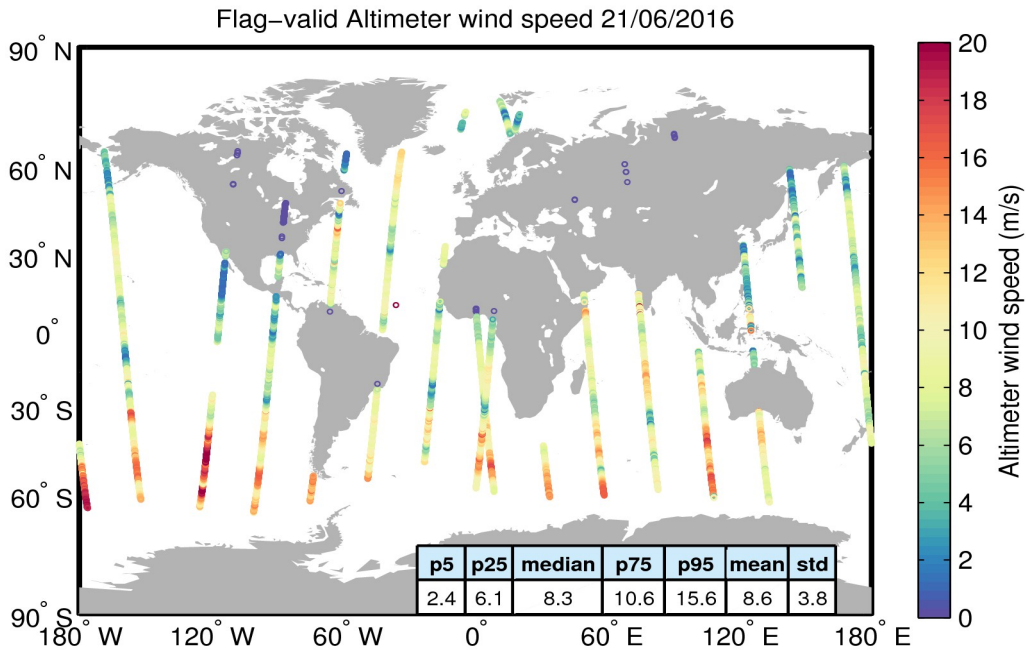 Flag−valid Altimeter wind speed 21/06/2016
90° N
60° N
30° N
0°
30° S
60° S
90° S
180° W 120° W 60° W 0° 60° E 120° E 180° E
p5 p25 median p75 p95 mean std
2.4 6.1 8.3 10.6 15.6 8.6 3.8
20
18
16
14
12
10
8
6
4
2
0
Altimeter wind speed (m/s)